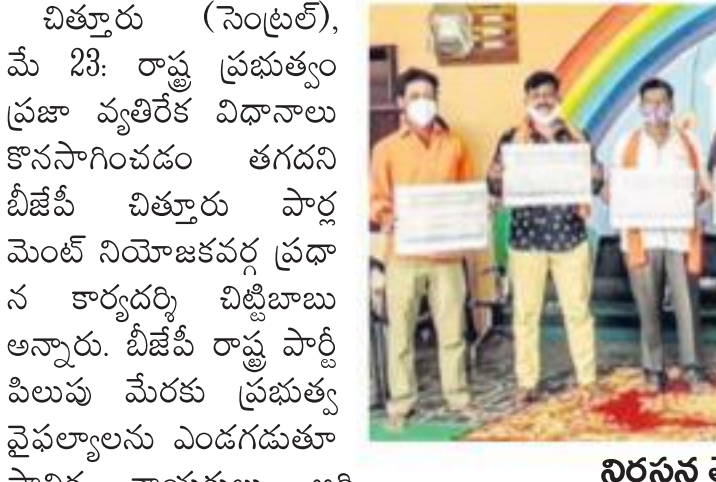 చిత్తూరు (సెంట్రల్),
మే 23: రాష్ట్ర ప్రభుత్వం
ప్రజా వ్యతిరేక విధానాలు
కొనసాగించడం తగదని
బీజేపీ చిత్తూరు పార్ల
మెంట్ నియోజకవర్గ ప్రధా
న కార్యదర్శి చిట్టిబాబు
అన్నారు. బీజేపీ రాష్ట్ర పార్టీ
పిలుపు మేరకు ప్రభుత్వ
వైఫల్యాలను ఎండగడుతూ
నిరసన